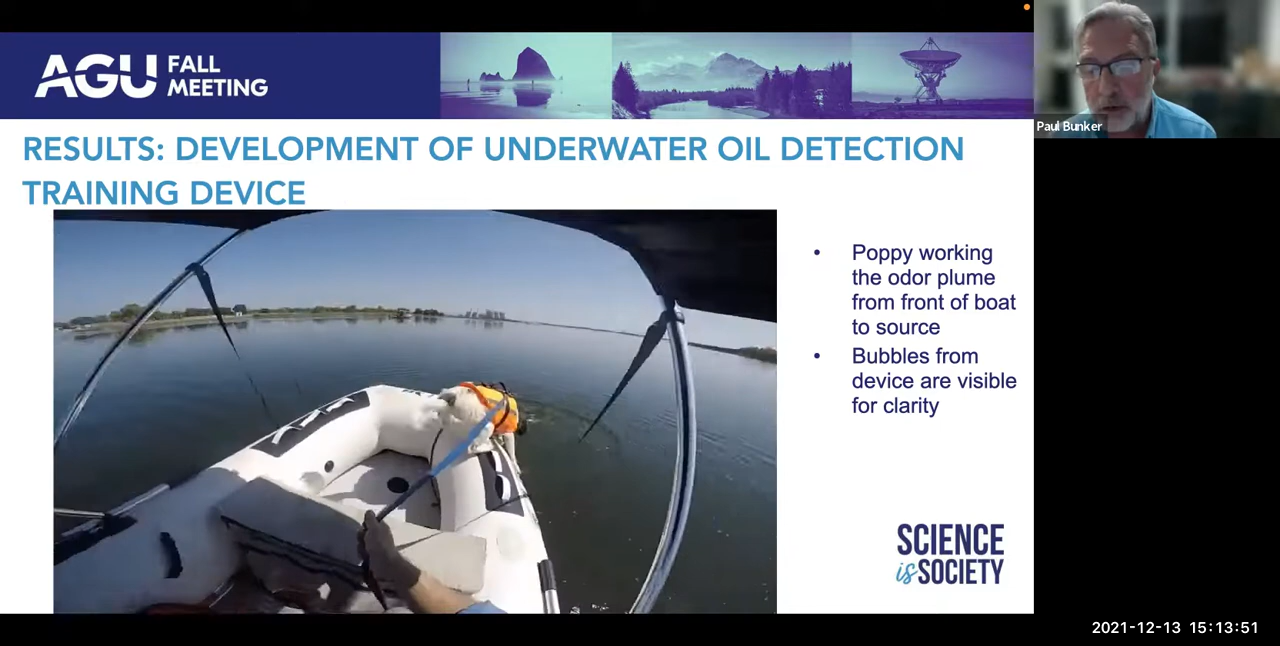 AGU FALL
MEETING
Paul Bunker
RESULTS: DEVELOPMENT OF UNDERWATER OIL DETECTION
TRAINING DEVICE
• Poppy working
the odor plume
from front of boat
to source
• Bubbles from
device are visible
for clarity
SCIENCE
is SOCIETY
2021-12-13 15:13:51